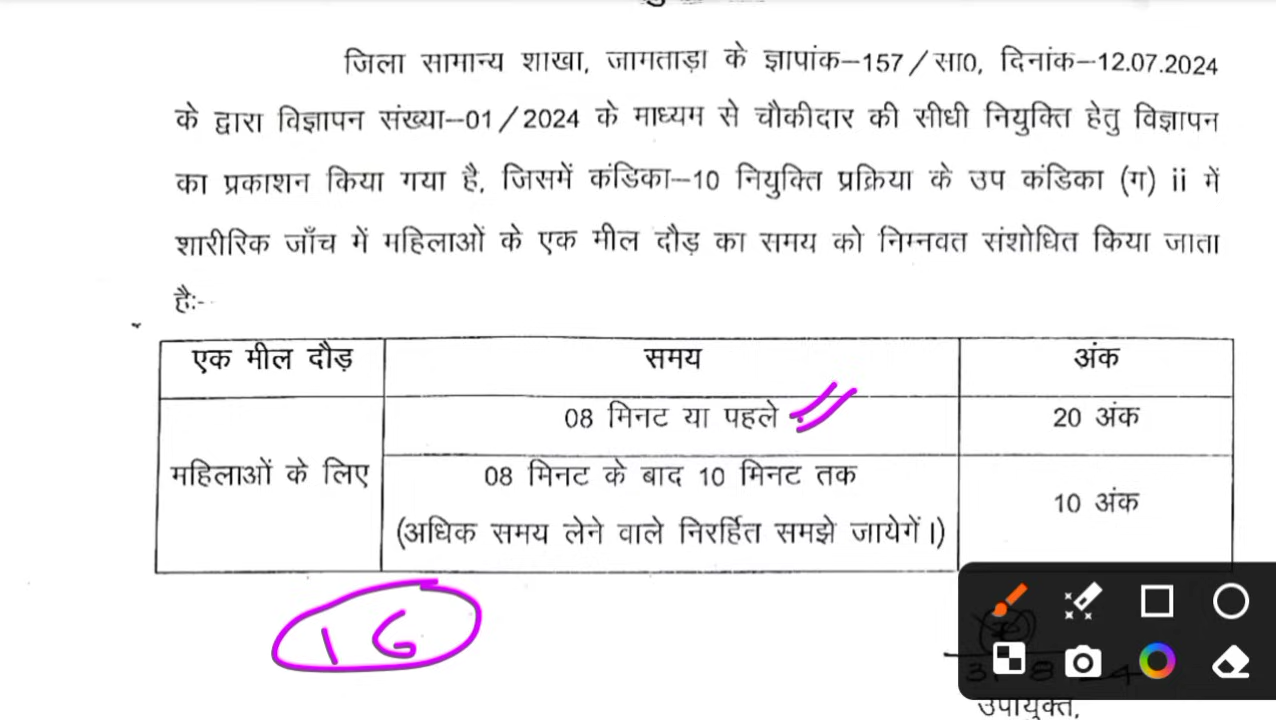 जिला सामान्य शाखा, जामताड़ा के ज्ञापांक–157/सा0, दिनांक–12.07.2024
के द्वारा विज्ञापन संख्या–01/2024 के माध्यम से चौकीदार की सीधी नियुक्ति हेतु विज्ञापन
का प्रकाशन किया गया है, जिसमें कंडिका–10 नियुक्ति प्रक्रिया के उप कंडिका (ग) ii में
शारीरिक जाँच में महिलाओं के एक मील दौड़ का समय को निम्नवत संशोधित किया जाता
है:-
एक मील दौड़ समय अंक
08 मिनट या पहले 20 अंक
महिलाओं के लिए 08 मिनट के बाद 10 मिनट तक
(अधिक समय लेने वाले निरर्हित समझे जायेगें।) 10 अंक
16
उपायुक्त,